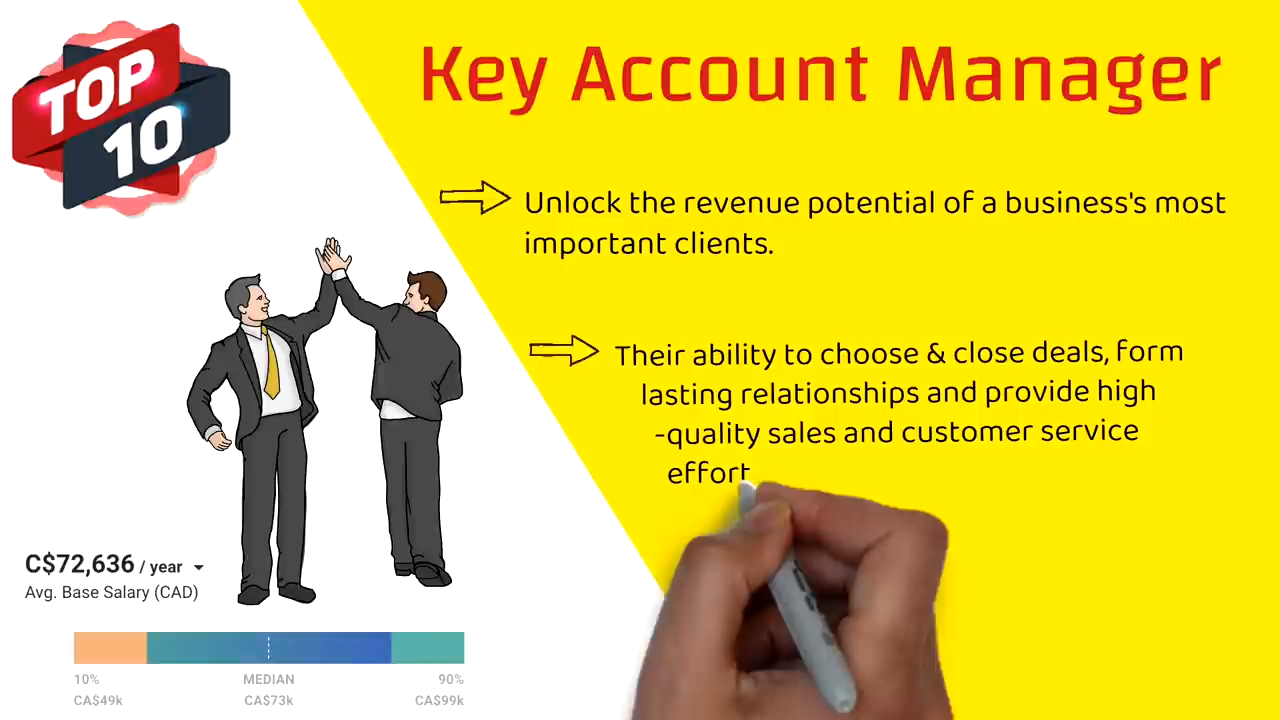 TOP
10
Key Account Manager
Unlock the revenue potential of a business's most
important clients.
Their ability to choose & close deals, form
lasting relationships and provide high
-quality sales and customer service
effort
C$72,636 / year
Avg. Base Salary (CAD)
10% MEDIAN 90%
CA$49k CA$73k CA$99k